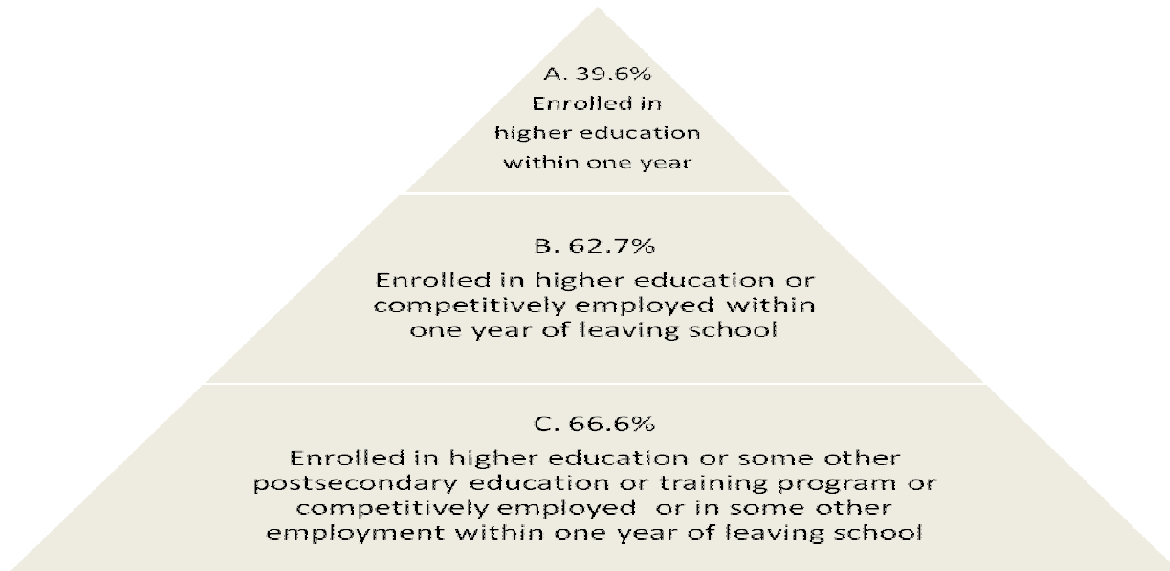 A. 39.6%
Enrolled in
higher education
within one year
B. 62.7%
Enrolled in higher education or
competitively employed within
one year of leaving school
C. 66.6%
Enrolled in higher education or some other
postsecondary education or training program or
competitively employed or in some other
employment within one year of leaving school